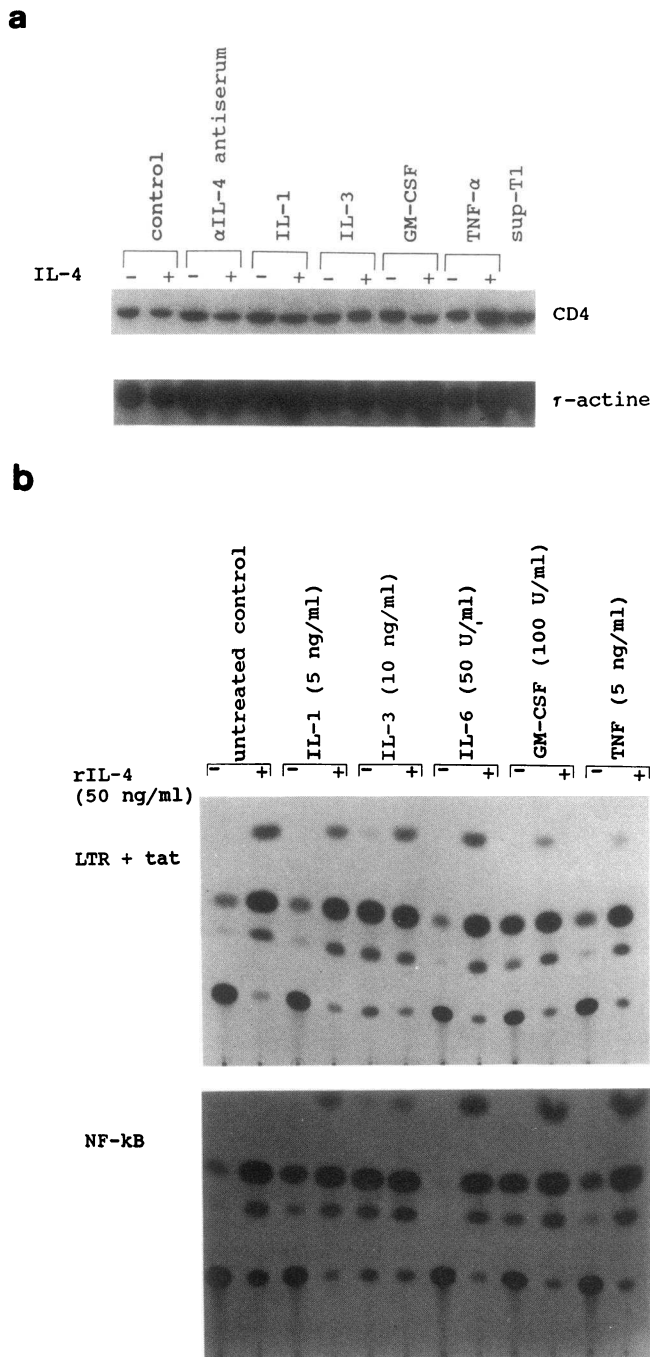 a
control
αIL-4 antiserum
IL-1
IL-3
GM-CSF
TNF-α
sup-T1
IL-4 - + - + - + - + - + - +
CD4
τ-actine
b
untreated control
IL-1 (5 ng/ml)
IL-3 (10 ng/ml)
IL-6 (50 U/ml)
GM-CSF (100 U/ml)
TNF (5 ng/ml)
rIL-4 - + - + - + - + - + - +
(50 ng/ml)
LTR + tat
NF-kB